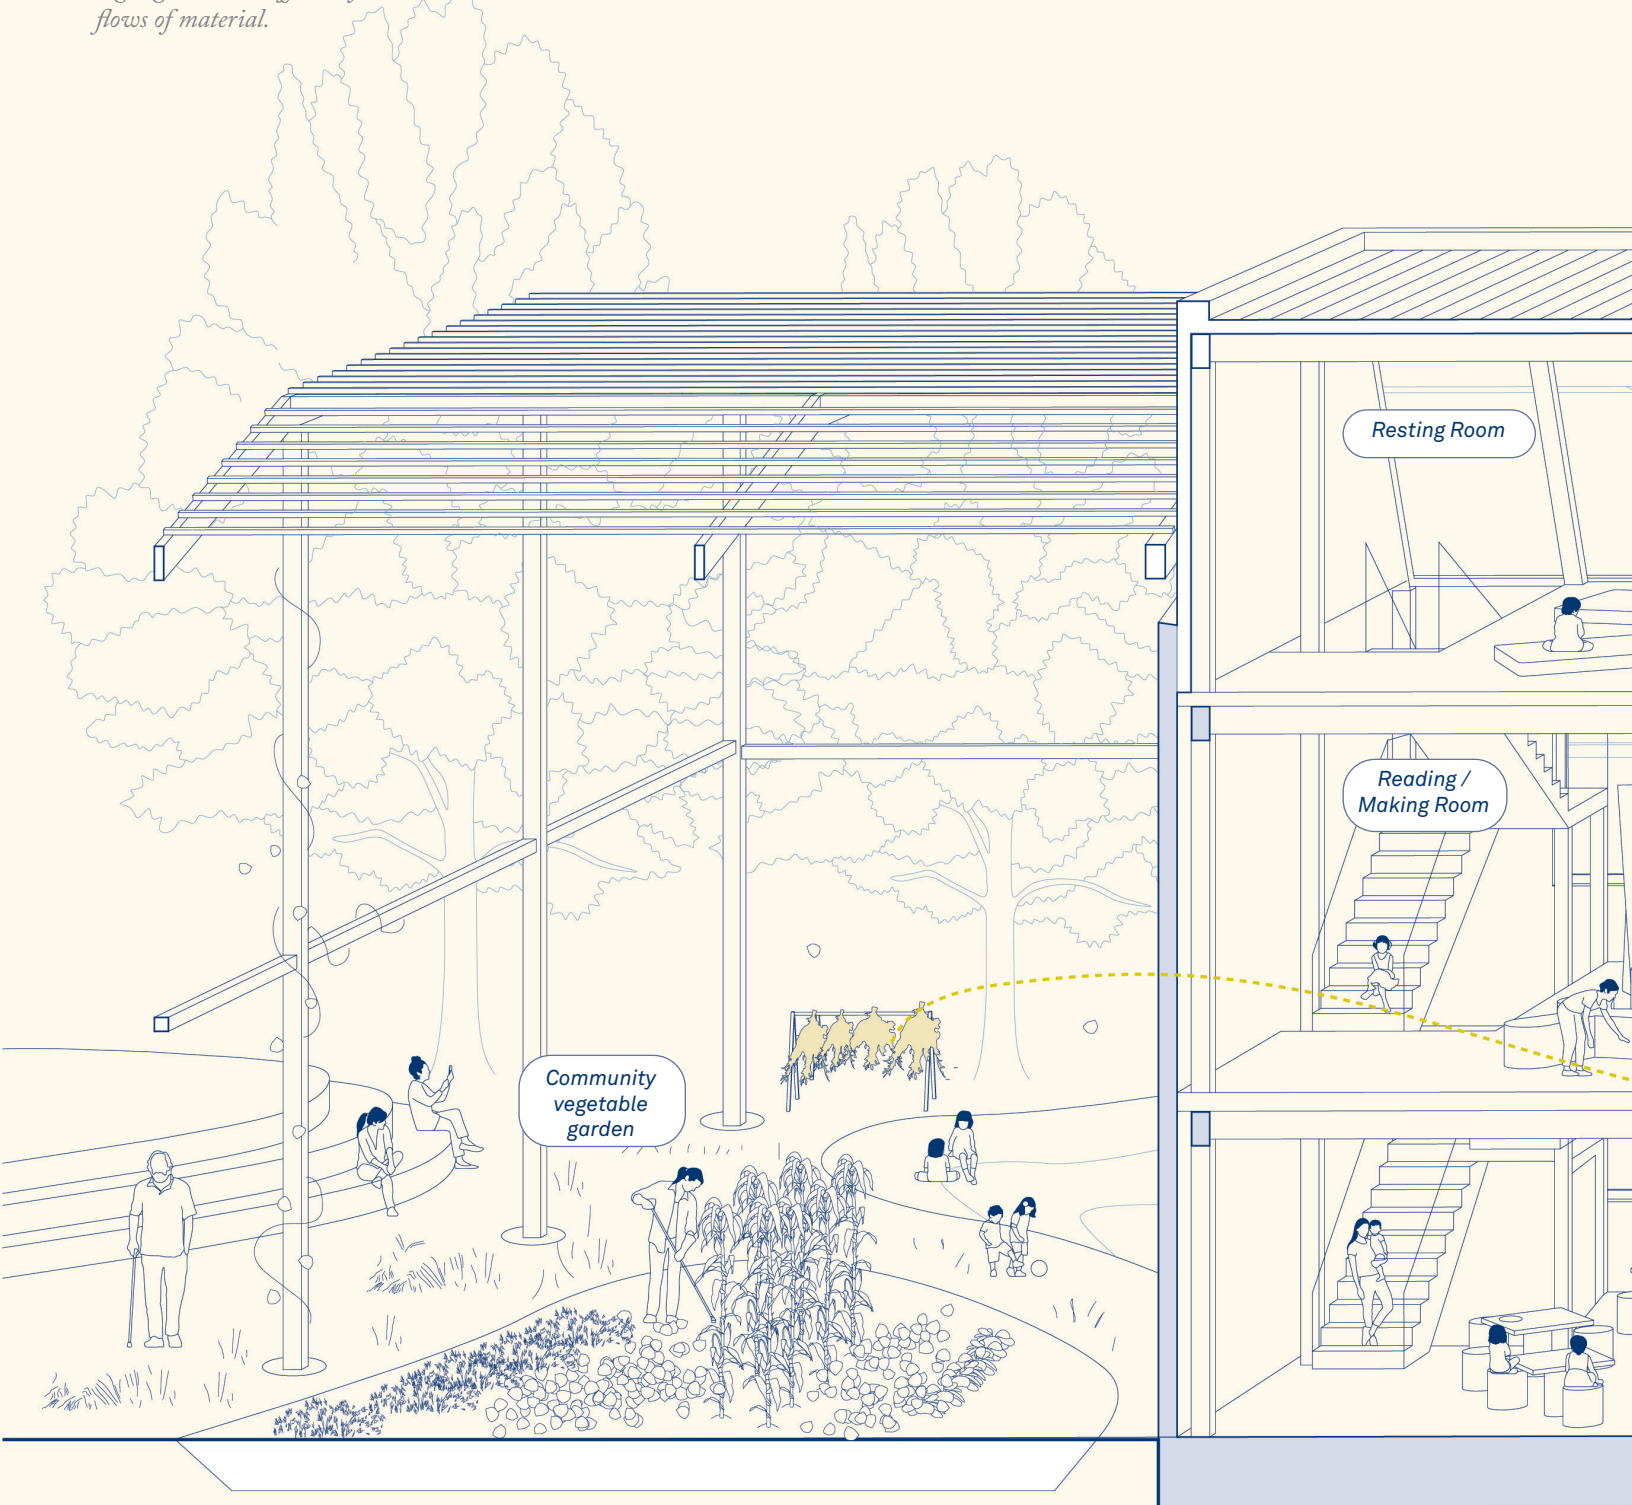 flows of material.
Resting Room
Reading /
Making Room
Community
vegetable
garden